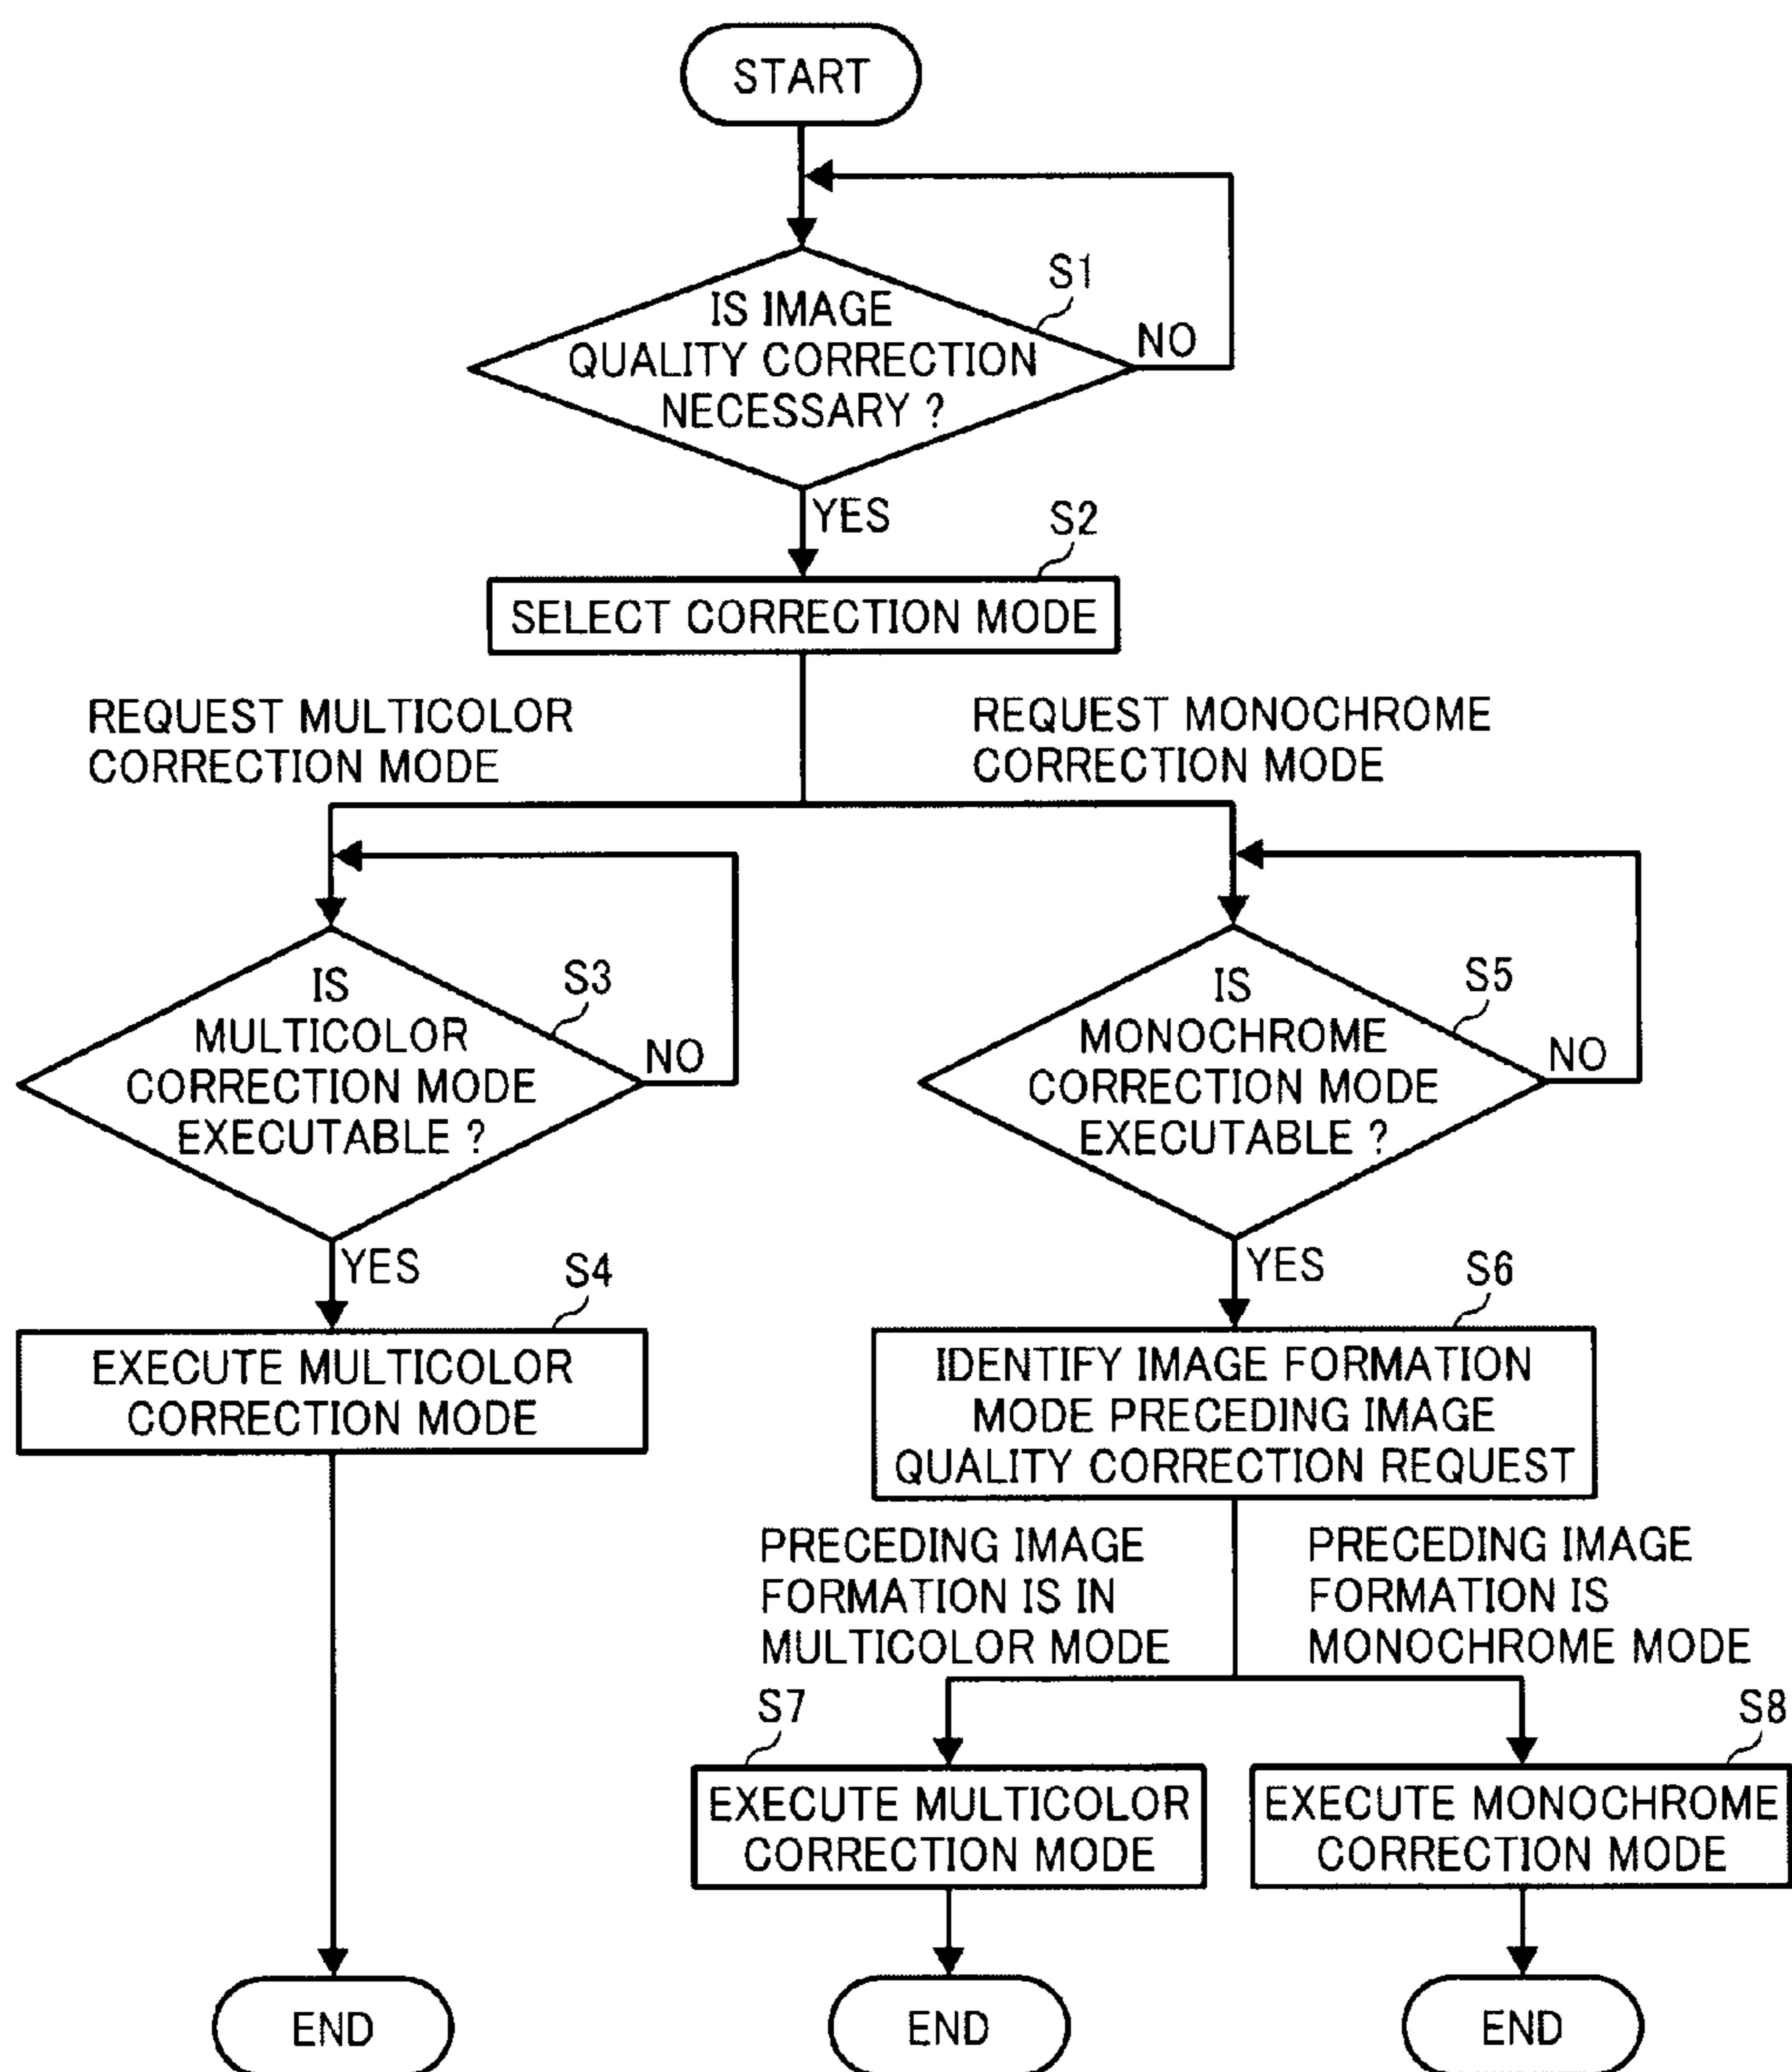 START
S1
IS IMAGE
QUALITY CORRECTION
NECESSARY ?
NO
YES
S2
SELECT CORRECTION MODE
REQUEST MULTICOLOR
CORRECTION MODE
REQUEST MONOCHROME
CORRECTION MODE
S3
IS
MULTICOLOR
CORRECTION MODE
EXECUTABLE ?
NO
YES
S4
EXECUTE MULTICOLOR
CORRECTION MODE
S5
IS
MONOCHROME
CORRECTION MODE
EXECUTABLE ?
NO
YES
S6
IDENTIFY IMAGE FORMATION
MODE PRECEDING IMAGE
QUALITY CORRECTION REQUEST
PRECEDING IMAGE
FORMATION IS IN
MULTICOLOR MODE
PRECEDING IMAGE
FORMATION IS
MONOCHROME MODE
S7
EXECUTE MULTICOLOR
CORRECTION MODE
S8
EXECUTE MONOCHROME
CORRECTION MODE
END
END
END